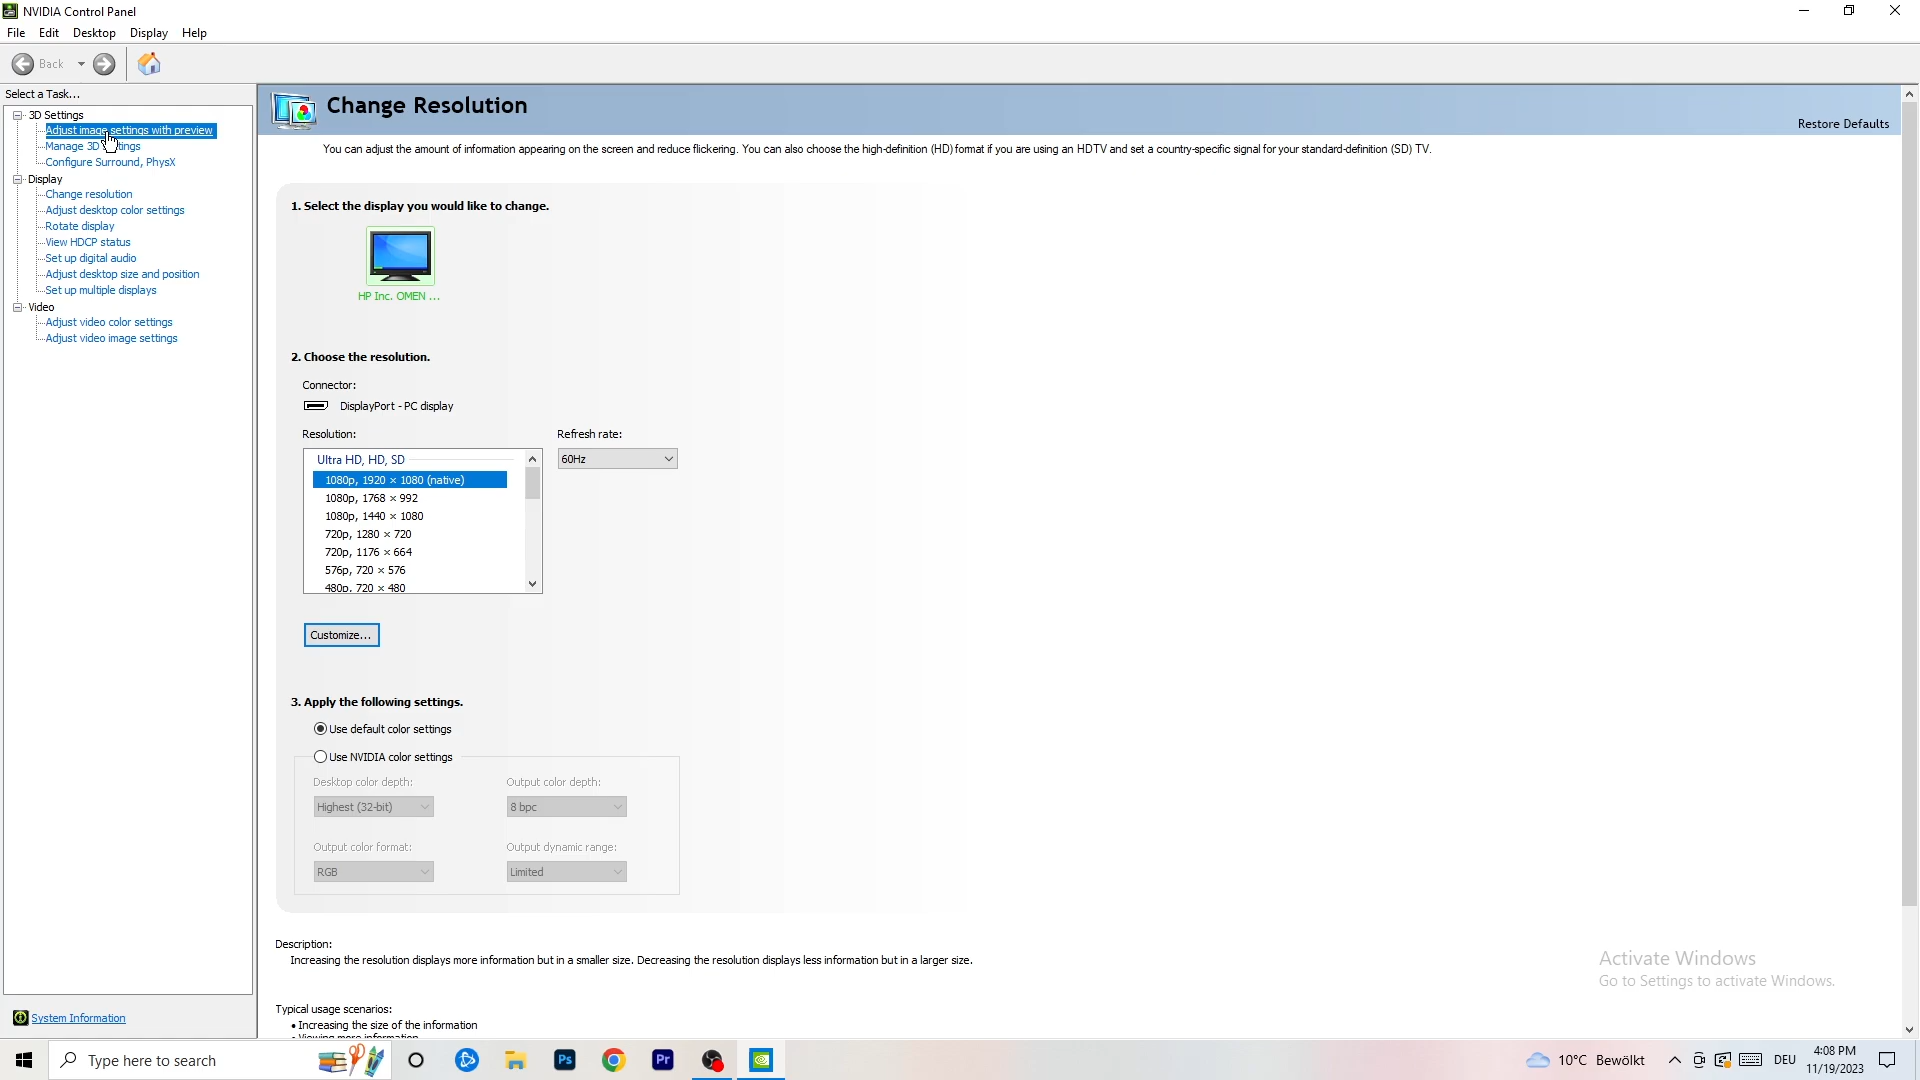 NVIDIA Control Panel
File Edit Desktop Display Help
Back
Select a Task...
3D Settings
Adjust image settings with preview
Manage 3D
Configure Surround, PhysX
Display
Change resolution
Adjust desktop color settings
Rotate display
View HDCP status
Set up digital audio
Adjust desktop size and position
Set up multiple displays
Video
Adjust video color settings
Adjust video image settings
System Information
Change Resolution
Restore Defaults
You can adjust the amount of information appearing on the screen and reduce flickering. You can also choose the high-definition (HD) format if you are using an HDTV and set a country-specific signal for your standard-definition (SD) TV.
1. Select the display you would like to change.
HP Inc. OMEN ...
2. Choose the resolution.
Connector:
DisplayPort - PC display
Resolution:
Refresh rate:
Ultra HD, HD, SD
60Hz
1080p, 1920 × 1080 (native)
1080p, 1768 × 992
1080p, 1440 × 1080
720p, 1280 × 720
720p, 1176 × 664
576p, 720 × 576
480p, 720 × 480
Customize...
3. Apply the following settings.
Use default color settings
Use NVIDIA color settings
Desktop color depth:
Output color depth:
Highest (32-bit)
8 bpc
Output color format:
Output dynamic range:
RGB
Limited
Description:
Increasing the resolution displays more information but in a smaller size. Decreasing the resolution displays less information but in a larger size.
Typical usage scenarios:
• Increasing the size of the information
• Viewing more information
Activate Windows
Go to Settings to activate Windows.
Type here to search
Ps
Pr
10°C Bewölkt
DEU
4:08 PM
11/19/2023